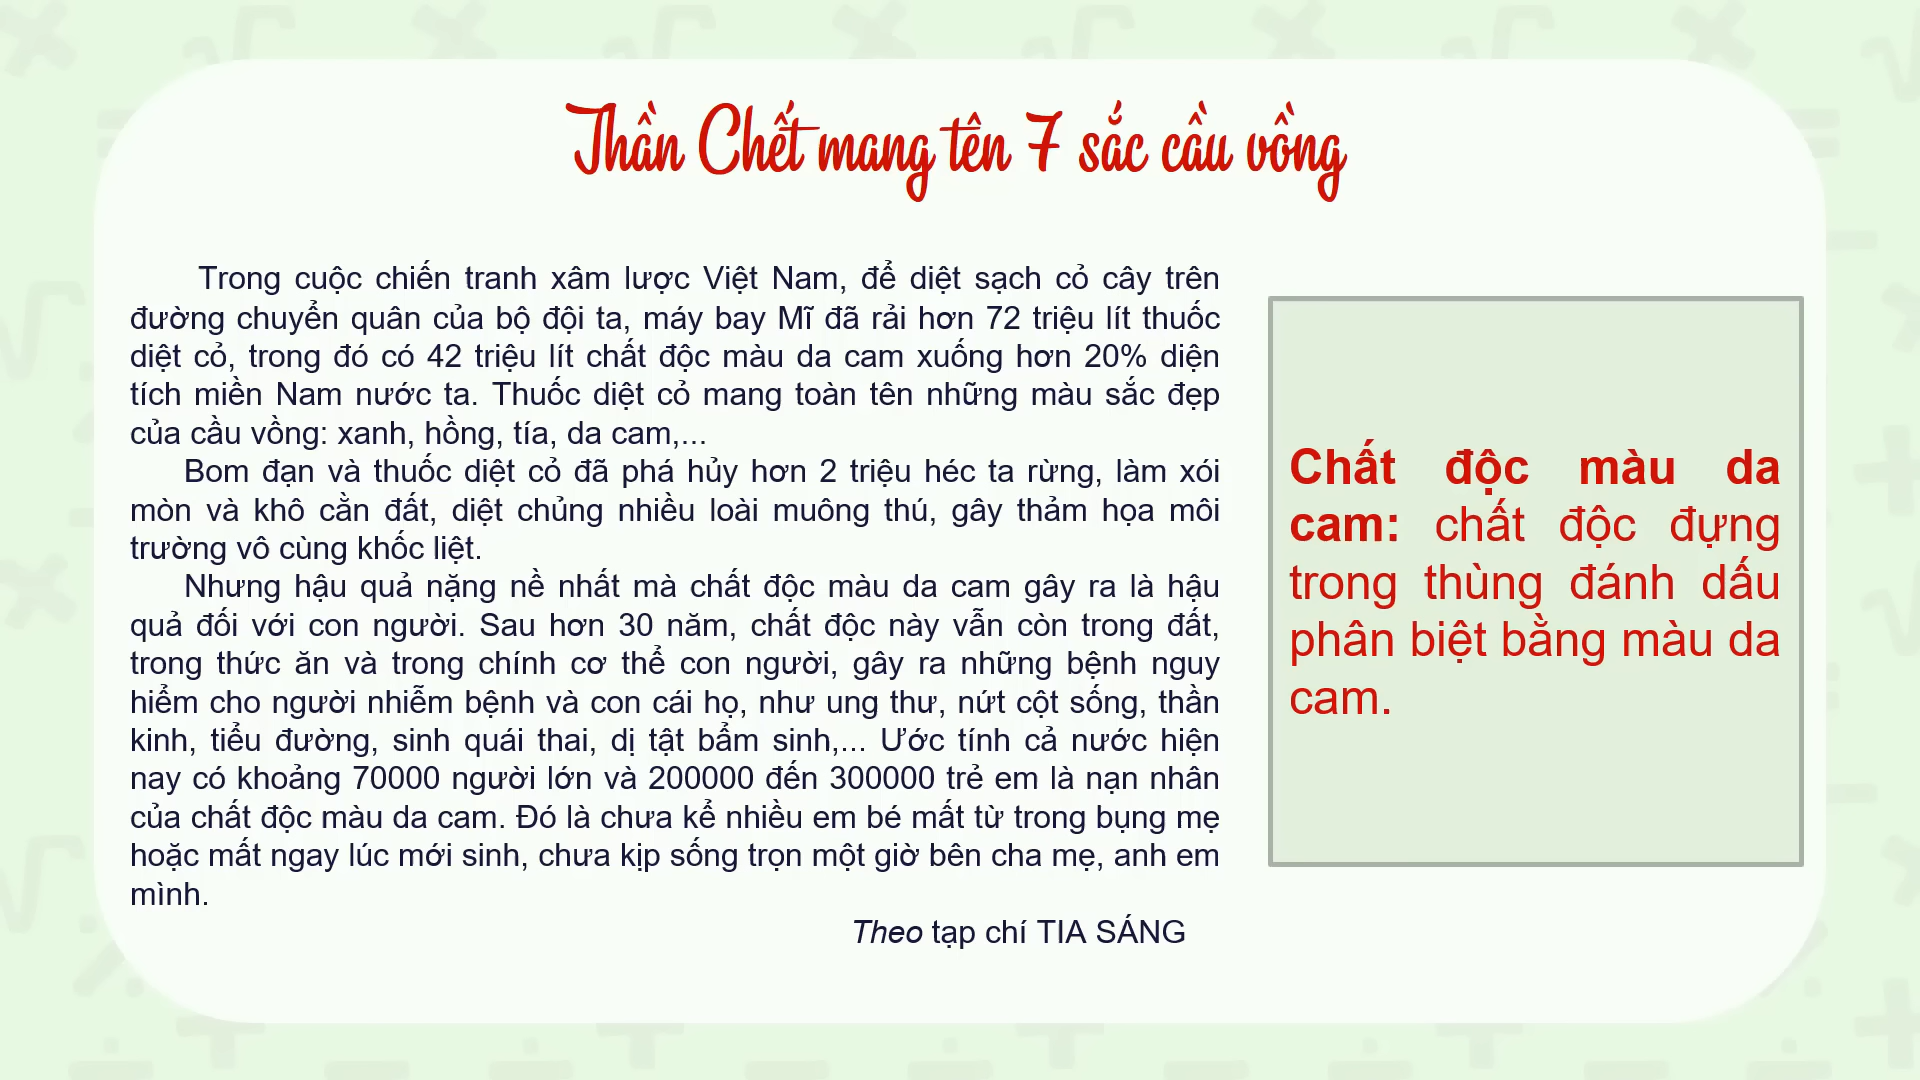 Thần Chết mang tên 7 sắc cầu vồng
Trong cuộc chiến tranh xâm lược Việt Nam, để diệt sạch cỏ cây trên
đường chuyển quân của bộ đội ta, máy bay Mĩ đã rải hơn 72 triệu lít thuốc
diệt cỏ, trong đó có 42 triệu lít chất độc màu da cam xuống hơn 20% diện
tích miền Nam nước ta. Thuốc diệt cỏ mang toàn tên những màu sắc đẹp
của cầu vồng: xanh, hồng, tía, da cam,...
Bom đạn và thuốc diệt cỏ đã phá hủy hơn 2 triệu héc ta rừng, làm xói
mòn và khô cằn đất, diệt chủng nhiều loài muông thú, gây thảm họa môi
trường vô cùng khốc liệt.
Nhưng hậu quả nặng nề nhất mà chất độc màu da cam gây ra là hậu
quả đối với con người. Sau hơn 30 năm, chất độc này vẫn còn trong đất,
trong thức ăn và trong chính cơ thể con người, gây ra những bệnh nguy
hiểm cho người nhiễm bệnh và con cái họ, như ung thư, nứt cột sống, thần
kinh, tiểu đường, sinh quái thai, dị tật bẩm sinh,... Ước tính cả nước hiện
nay có khoảng 70000 người lớn và 200000 đến 300000 trẻ em là nạn nhân
của chất độc màu da cam. Đó là chưa kể nhiều em bé mất từ trong bụng mẹ
hoặc mất ngay lúc mới sinh, chưa kịp sống trọn một giờ bên cha mẹ, anh em
mình.
Theo tạp chí TIA SÁNG
Chất độc màu da
cam: chất độc đựng
trong thùng đánh dấu
phân biệt bằng màu da
cam.